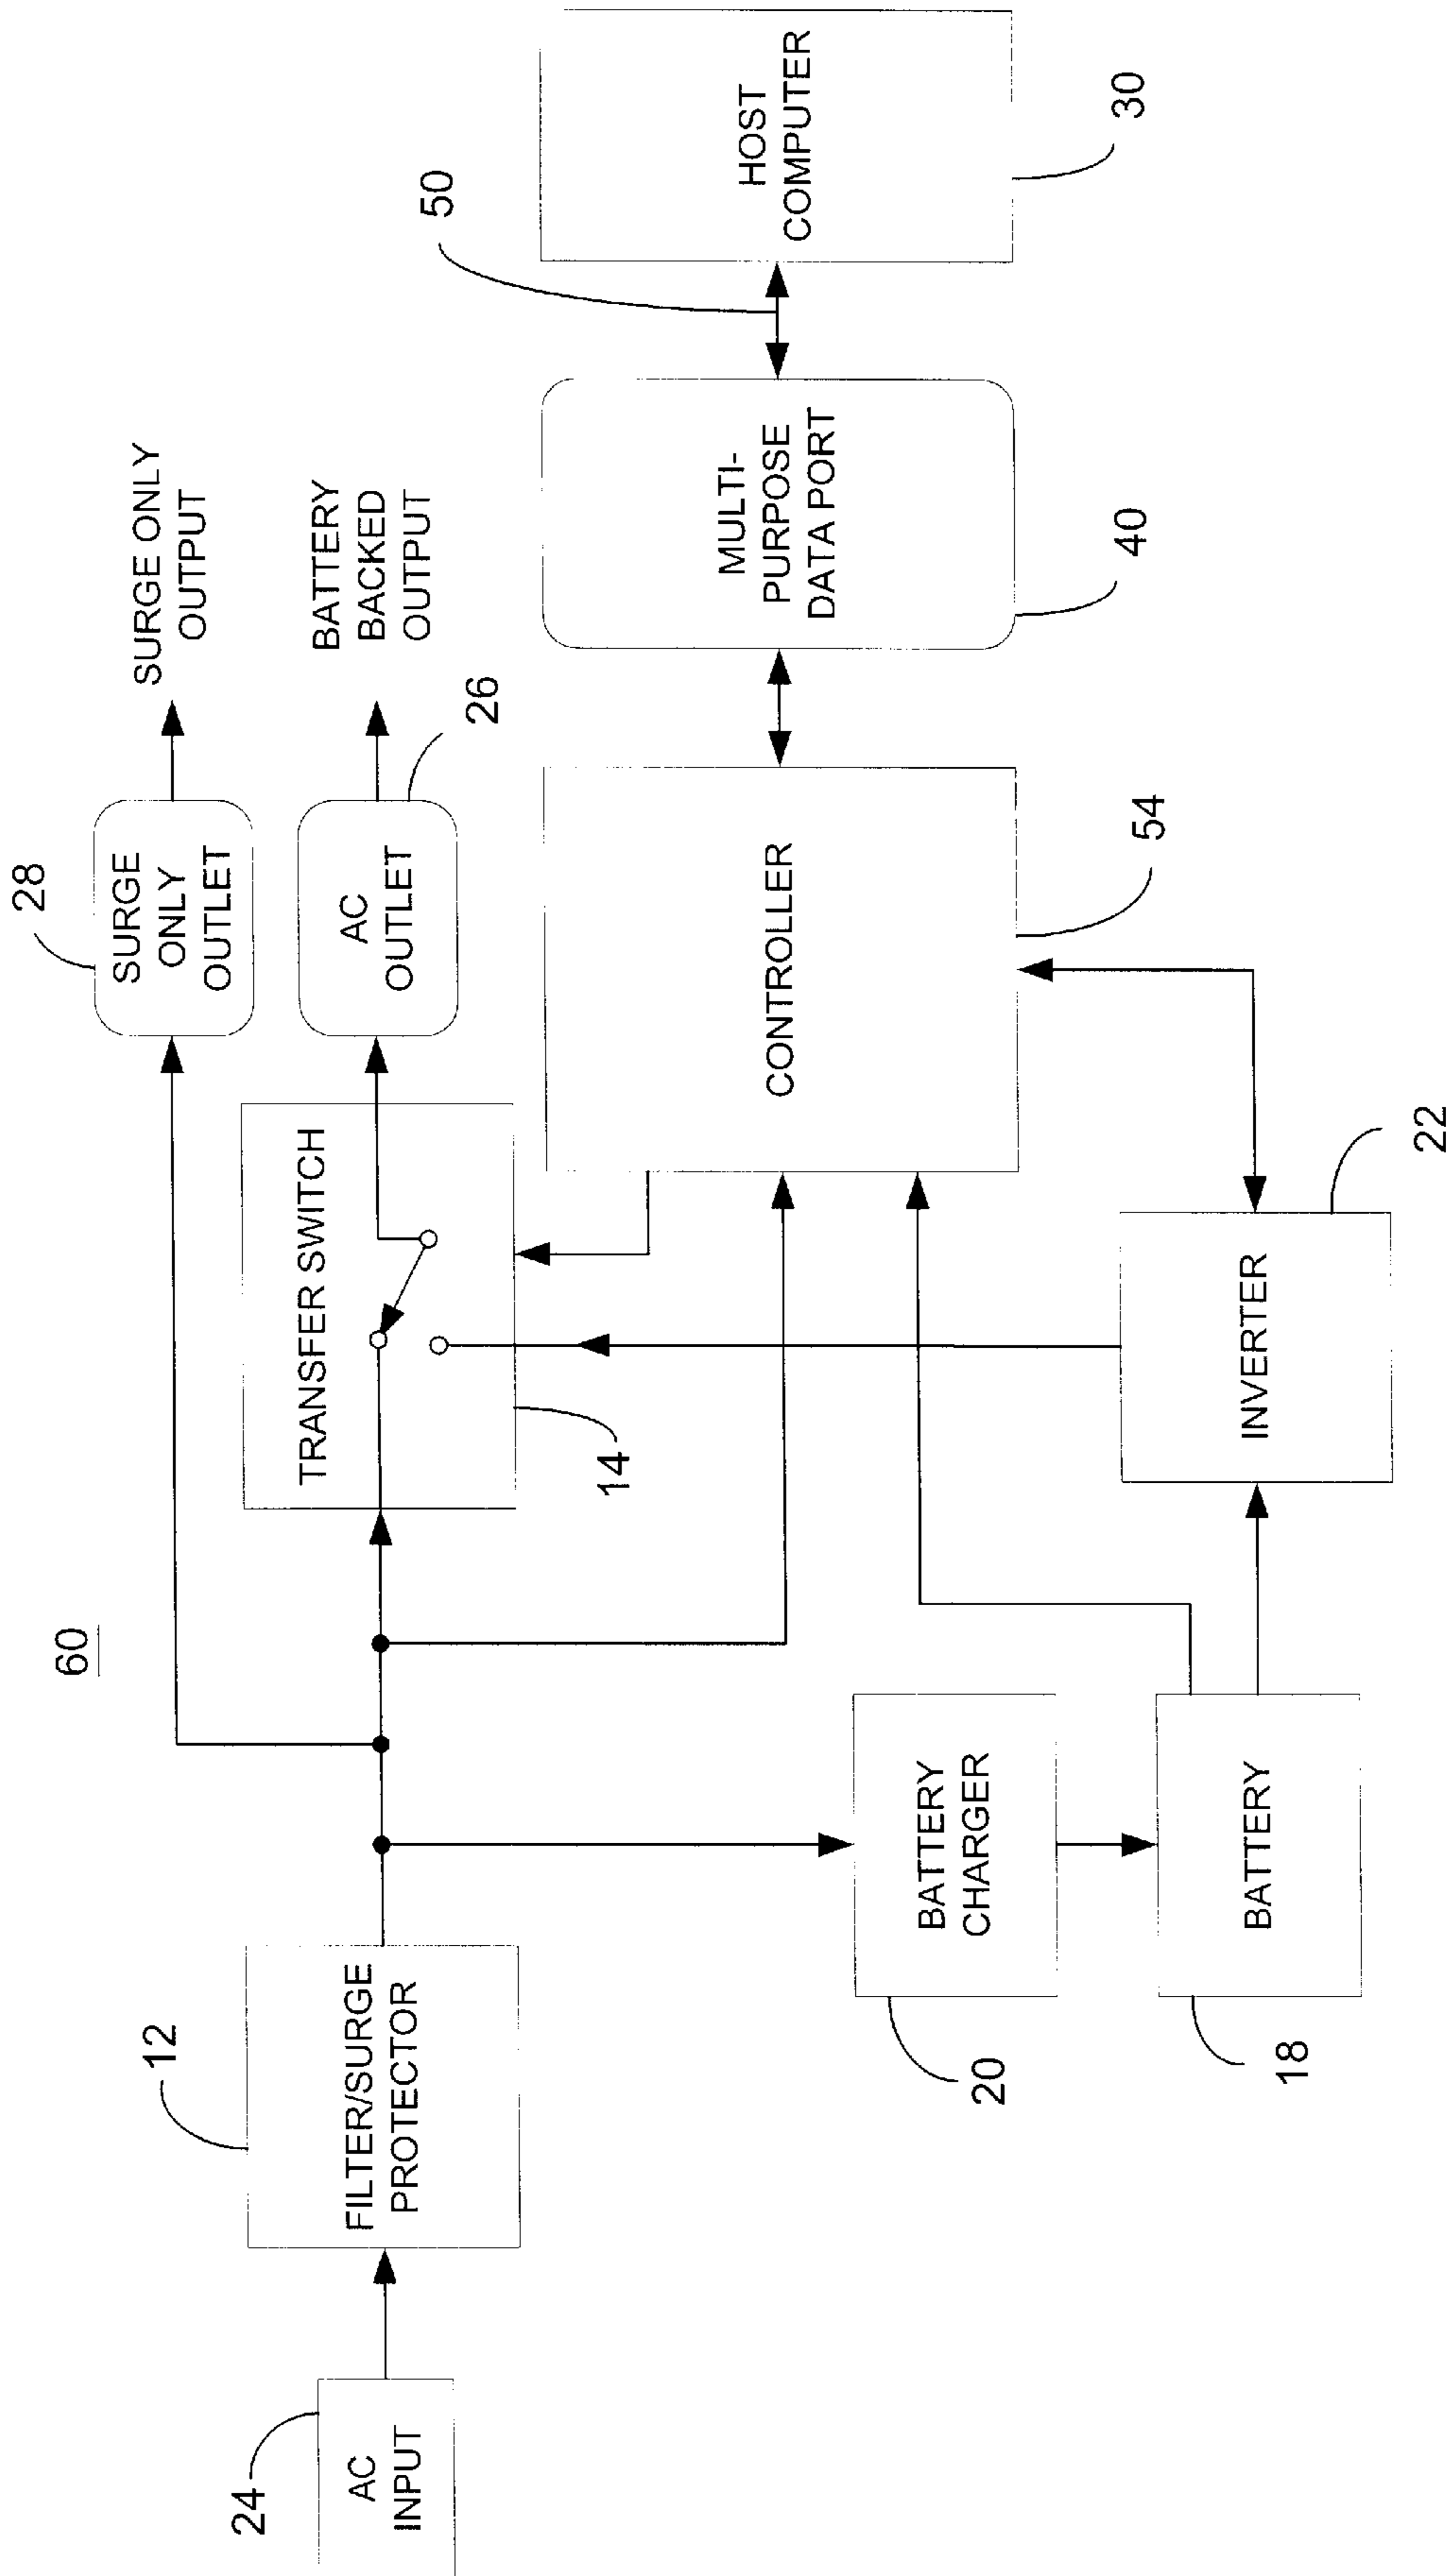 60
28
SURGE
ONLY
OUTLET
SURGE ONLY
OUTPUT
24
AC
INPUT
12
FILTER/SURGE
PROTECTOR
TRANSFER SWITCH
14
AC
OUTLET
26
BATTERY
BACKED
OUTPUT
20
BATTERY
CHARGER
18
BATTERY
INVERTER
22
CONTROLLER
54
MULTI-
PURPOSE
DATA PORT
40
50
HOST
COMPUTER
30